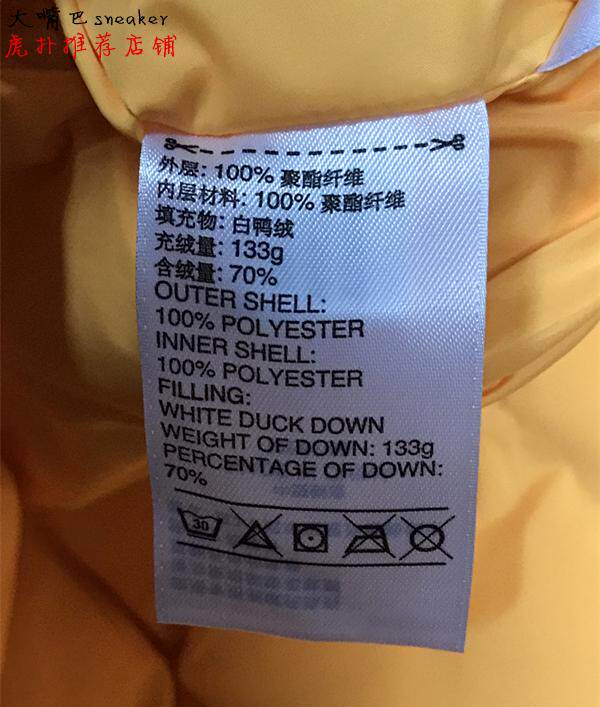 大嘴巴sneaker
虎扑推荐店铺
外层: 100% 聚酯纤维
内层材料: 100% 聚酯纤维
填充物: 白鸭绒
充绒量: 133g
含绒量: 70%
OUTER SHELL:
100% POLYESTER
INNER SHELL:
100% POLYESTER
FILLING:
WHITE DUCK DOWN
WEIGHT OF DOWN: 133g
PERCENTAGE OF DOWN:
70%
30